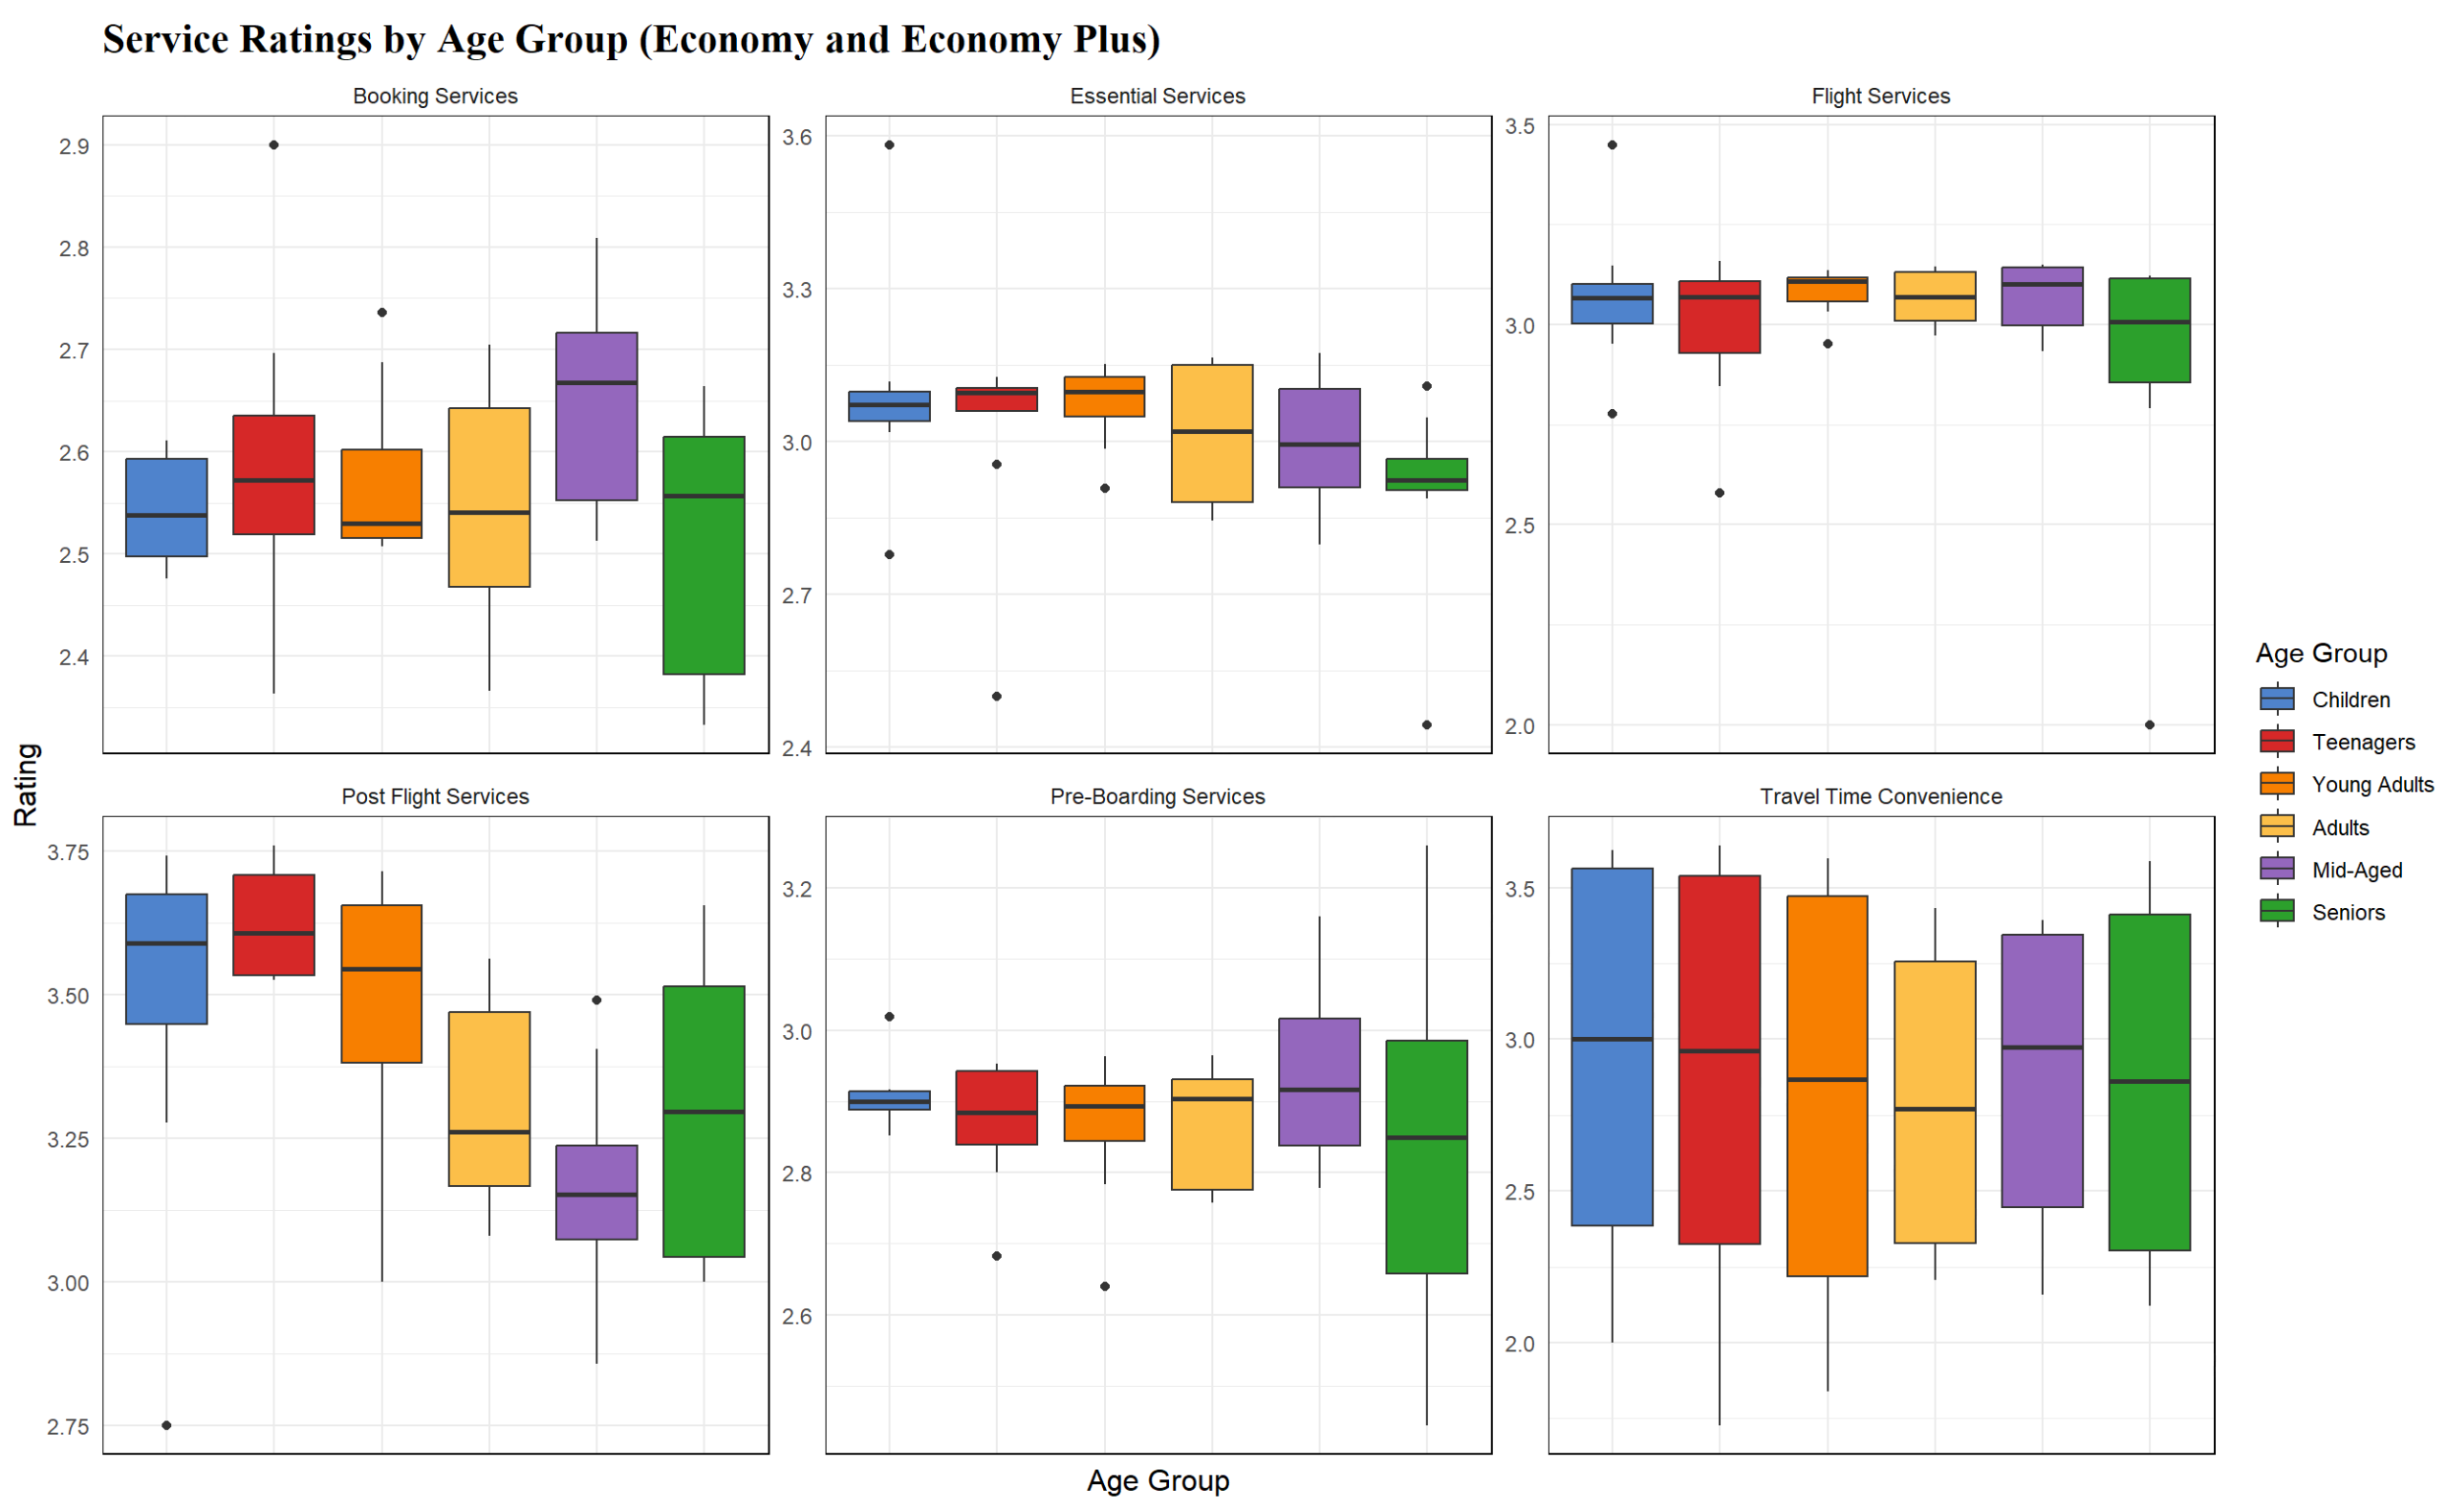 Service Ratings by Age Group (Economy and Economy Plus)
Booking Services
Essential Services
Flight Services
2.9
2.8
2.7
2.6
2.5
2.4
3.6
3.3
3.0
2.7
2.4
3.5
3.0
2.5
2.0
Rating
Post Flight Services
Pre-Boarding Services
Travel Time Convenience
3.75
3.50
3.25
3.00
2.75
3.2
3.0
2.8
2.6
3.5
3.0
2.5
2.0
Age Group
Age Group
Children
Teenagers
Young Adults
Adults
Mid-Aged
Seniors